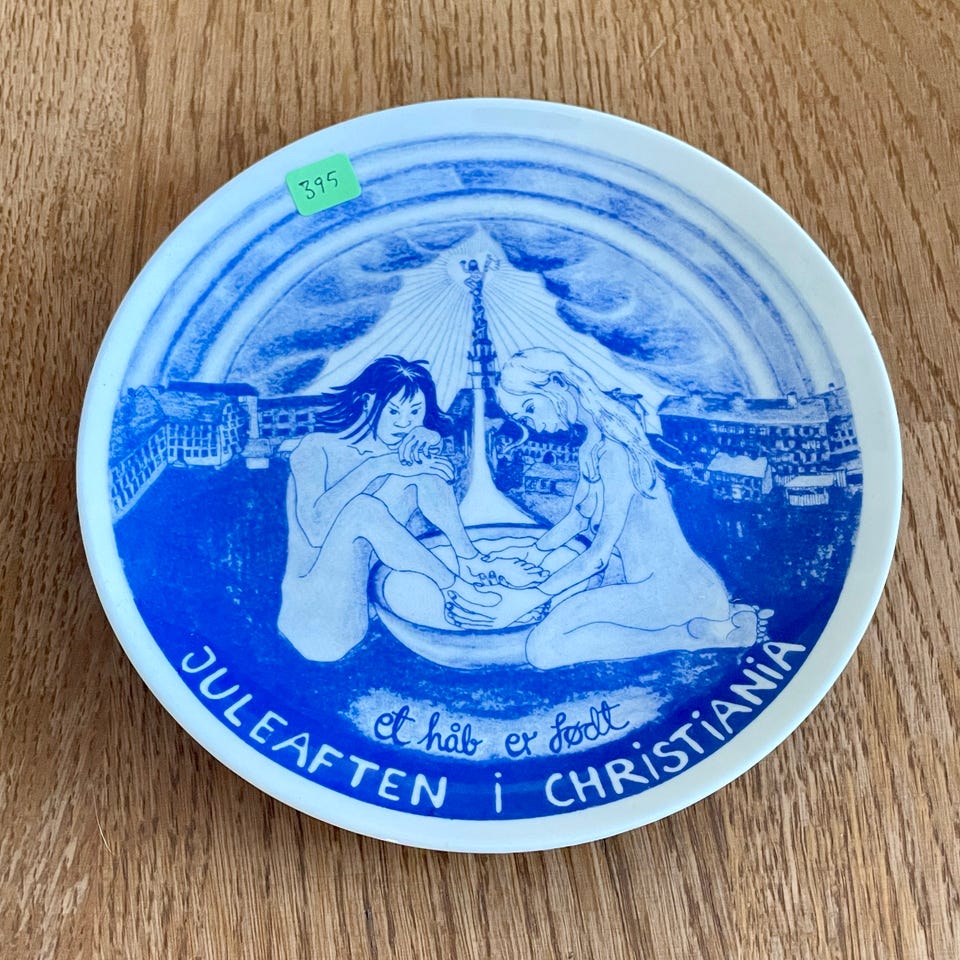 395
et håb er født
JULEAFTEN i CHRiSTiANiA